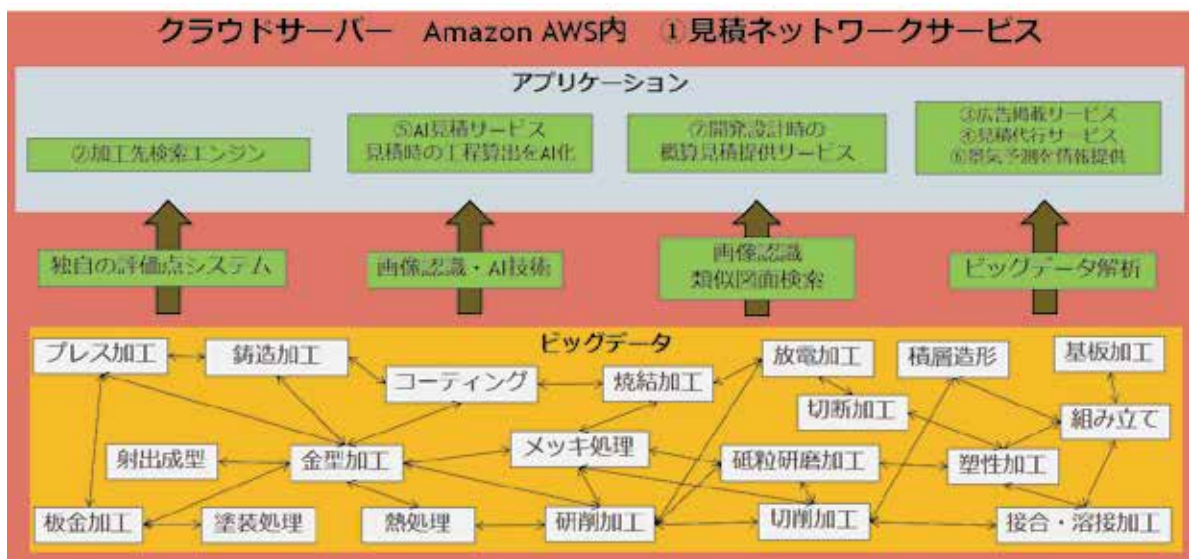 クラウドサーバー Amazon AWS内 ①見積ネットワークサービス
アプリケーション
②加工先検索エンジン
⑤AI見積サービス
見積時の工程算出をAI化
⑦開発設計時の
概算見積提供サービス
③広告掲載サービス
④見積代行サービス
⑥景気予測を情報提供
独自の評価点システム
画像認識・AI技術
画像認識
類似図面検索
ビッグデータ解析
ビッグデータ
プレス加工
鋳造加工
コーティング
焼結加工
放電加工
積層造形
基板加工
切断加工
組み立て
射出成型
金型加工
メッキ処理
砥粒研磨加工
塑性加工
板金加工
塗装処理
熱処理
研削加工
切削加工
接合・溶接加工